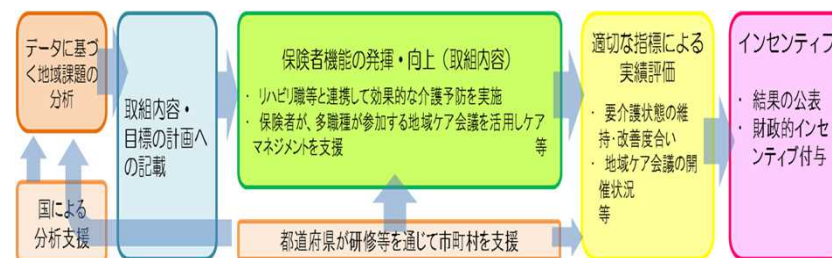 データに基づ
く地域課題の
分析
国による
分析支援
取組内容・
目標の計画へ
の記載
保険者機能の発揮・向上（取組内容）
・ リハビリ職等と連携して効果的な介護予防を実施
・ 保険者が、多職種が参加する地域ケア会議を活用しケア
マネジメントを支援 等
都道府県が研修等を通じて市町村を支援
適切な指標による
実績評価
・ 要介護状態の維
持・改善度合い
・ 地域ケア会議の開
催状況
等
インセンティブ
・ 結果の公表
・ 財政的インセ
ンティブ付与